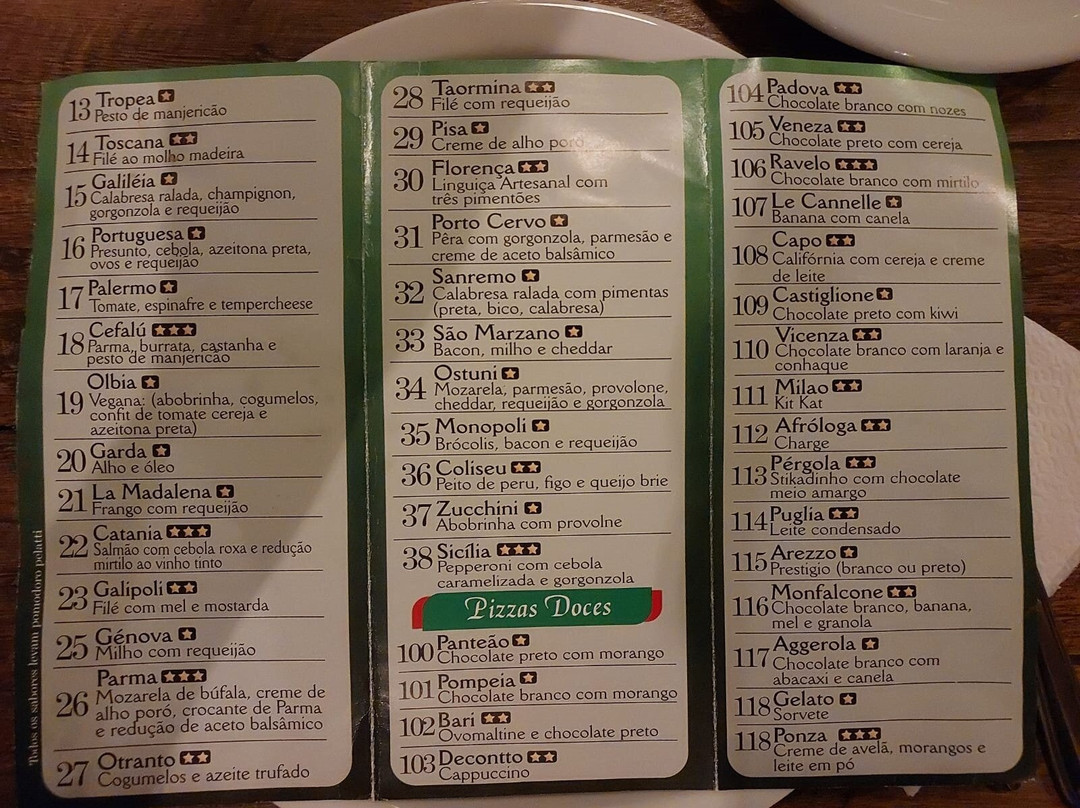 13 Tropea
Pesto de manjericão
14 Toscana
Filé ao molho madeira
15 Galiléia
Calabresa ralada, champignon,
gorgonzola e requeijão
16 Portuguesa
Presunto, cebola, azeitona preta,
ovos e requeijão
17 Palermo
Tomate, espinafre e tempercheese
18 Cefalú
Parma, burrata, castanha e
pesto de manjericão
19 Olbia
Vegana: (abobrinha, cogumelos,
confit de tomate cereja e
azeitona preta)
20 Garda
Alho e óleo
21 La Madalena
Frango com requeijão
22 Catania
Salmão com cebola roxa e redução
mirtilo ao vinho tinto
23 Galipoli
Filé com mel e mostarda
25 Génova
Milho com requeijão
26 Parma
Mozarela de búfala, creme de
alho poró, crocante de Parma
e redução de aceto balsâmico
27 Otranto
Cogumelos e azeite trufado
Todos os sabores levam pomodoro pelatti
28 Taormina
Filé com requeijão
29 Pisa
Creme de alho poró
30 Florença
Linguiça Artesanal com
três pimentões
31 Porto Cervo
Pêra com gorgonzola, parmesão e
creme de aceto balsâmico
32 Sanremo
Calabresa ralada com pimentas
(preta, bico, calabresa)
33 São Marzano
Bacon, milho e cheddar
34 Ostuni
Mozarela, parmesão, provolone,
cheddar, requeijão e gorgonzola
35 Monopoli
Brócolis, bacon e requeijão
36 Coliseu
Peito de peru, figo e queijo brie
37 Zucchini
Abobrinha com provolne
38 Sicília
Pepperoni com cebola
caramelizada e gorgonzola
Pizzas Doces
100 Panteão
Chocolate preto com morango
101 Pompeia
Chocolate branco com morango
102 Bari
Ovomaltine e chocolate preto
103 Decontto
Cappuccino
104 Padova
Chocolate branco com nozes
105 Veneza
Chocolate preto com cereja
106 Ravelo
Chocolate branco com mirtilo
107 Le Cannelle
Banana com canela
108 Capo
Califórnia com cereja e creme
de leite
109 Castiglione
Chocolate preto com kiwi
110 Vicenza
Chocolate branco com laranja e
conhaque
111 Milao
Kit Kat
112 Afróloga
Charge
113 Pérgola
Stikadinho com chocolate
meio amargo
114 Puglia
Leite condensado
115 Arezzo
Prestígio (branco ou preto)
116 Monfalcone
Chocolate branco, banana,
mel e granola
117 Aggerola
Chocolate branco com
abacaxi e canela
118 Gelato
Sorvete
118 Ponza
Creme de avelã, morangos e
leite em pó